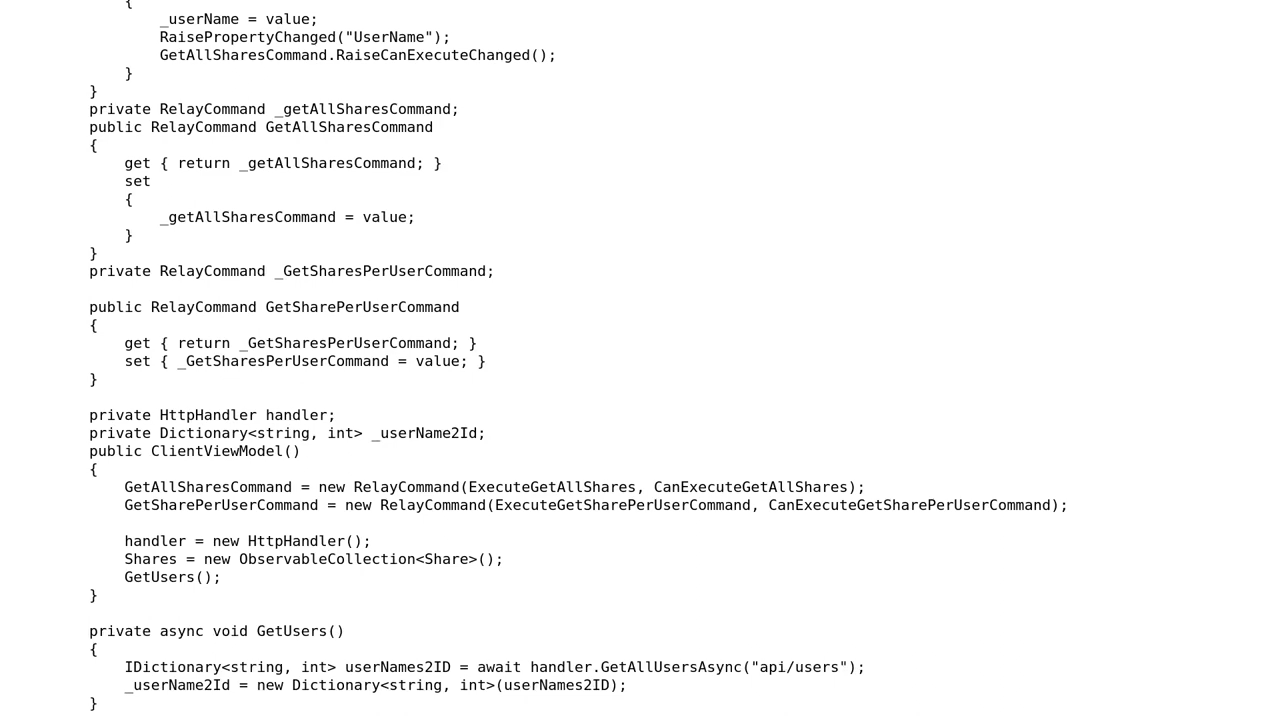 {
_userName = value;
RaisePropertyChanged("UserName");
GetAllSharesCommand.RaiseCanExecuteChanged();
}
}
private RelayCommand _getAllSharesCommand;
public RelayCommand GetAllSharesCommand
{
get { return _getAllSharesCommand; }
set
{
_getAllSharesCommand = value;
}
}
private RelayCommand _GetSharesPerUserCommand;
public RelayCommand GetSharePerUserCommand
{
get { return _GetSharesPerUserCommand; }
set { _GetSharesPerUserCommand = value; }
}
private HttpHandler handler;
private Dictionary<string, int> _userName2Id;
public ClientViewModel()
{
GetAllSharesCommand = new RelayCommand(ExecuteGetAllShares, CanExecuteGetAllShares);
GetSharePerUserCommand = new RelayCommand(ExecuteGetSharePerUserCommand, CanExecuteGetSharePerUserCommand);
handler = new HttpHandler();
Shares = new ObservableCollection<Share>();
GetUsers();
}
private async void GetUsers()
{
IDictionary<string, int> userNames2ID = await handler.GetAllUsersAsync("api/users");
_userName2Id = new Dictionary<string, int>(userNames2ID);
}